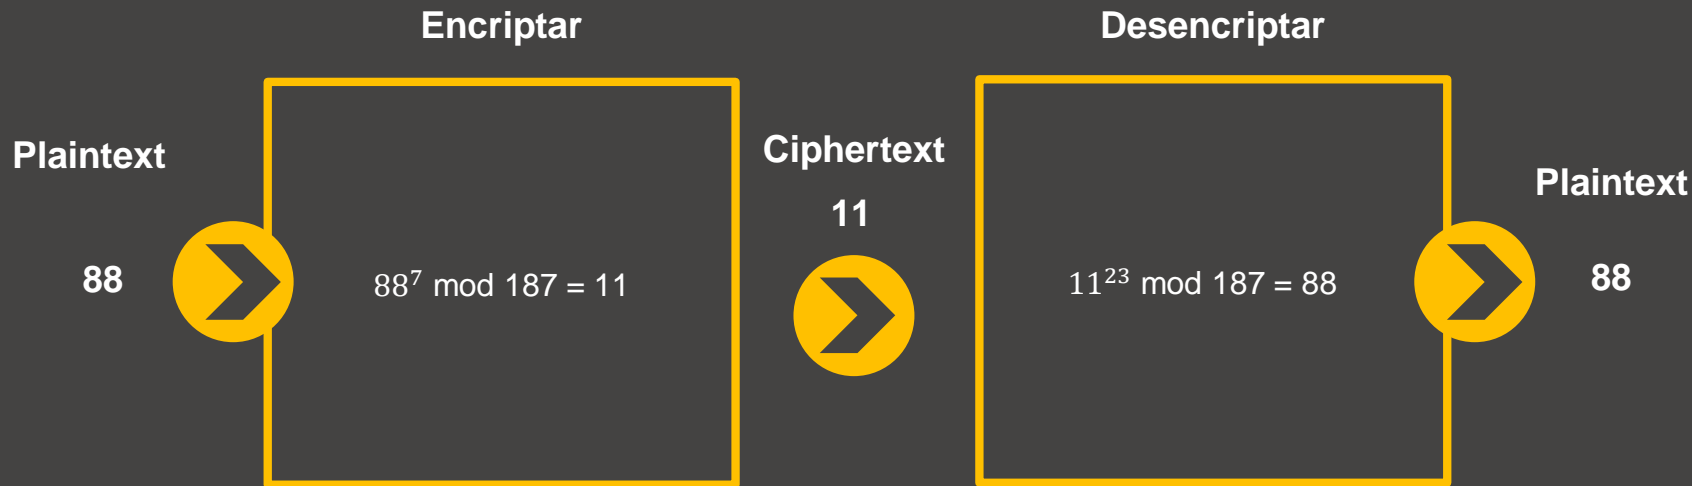 Encriptar
Plaintext
88
88⁷ mod 187 = 11
Ciphertext
11
Desencriptar
11²³ mod 187 = 88
Plaintext
88